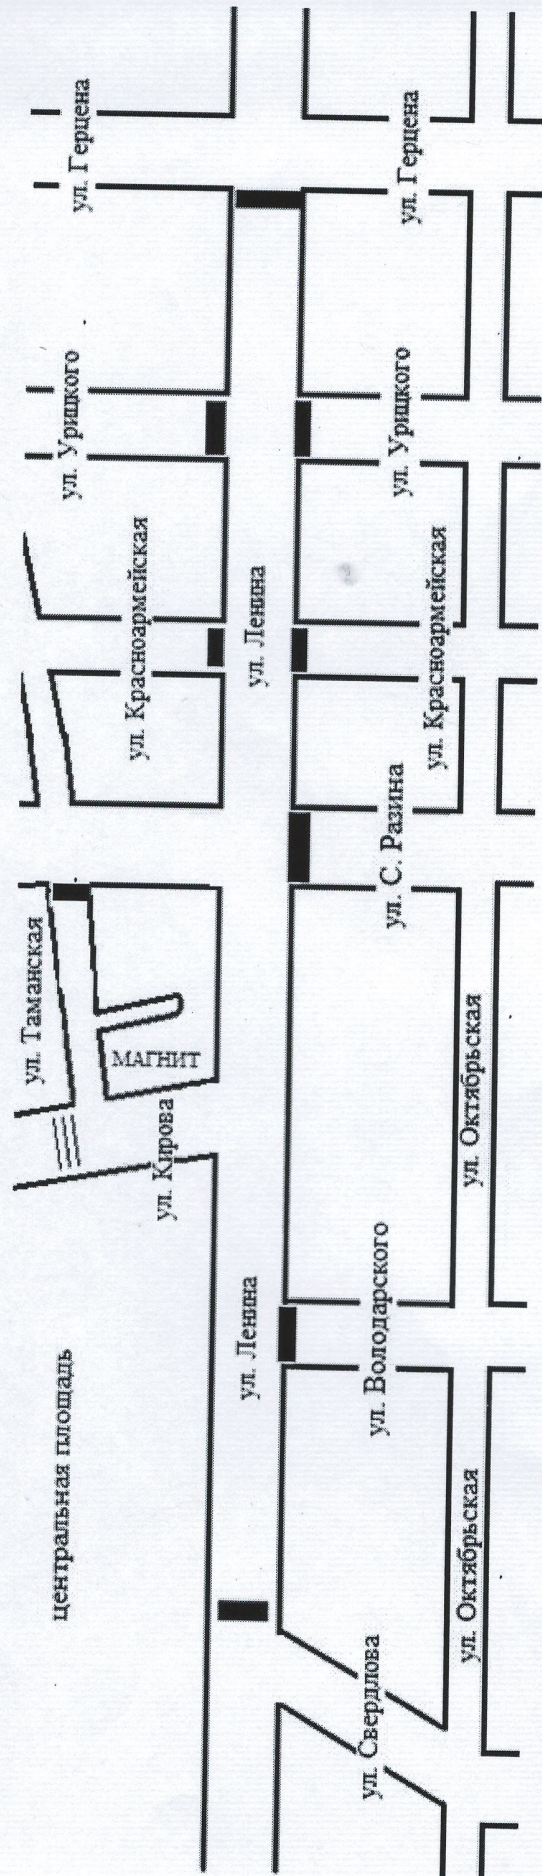 центральная площадь
ул. Кирова
МАГНИТ
ул. Таманская
ул. Красноармейская
ул. Урицкого
ул. Герцена
ул. Ленина
ул. Ленина
ул. Свердлова
ул. Володарского
ул. С. Разина
ул. Красноармейская
ул. Урицкого
ул. Герцена
ул. Октябрьская
ул. Октябрьская